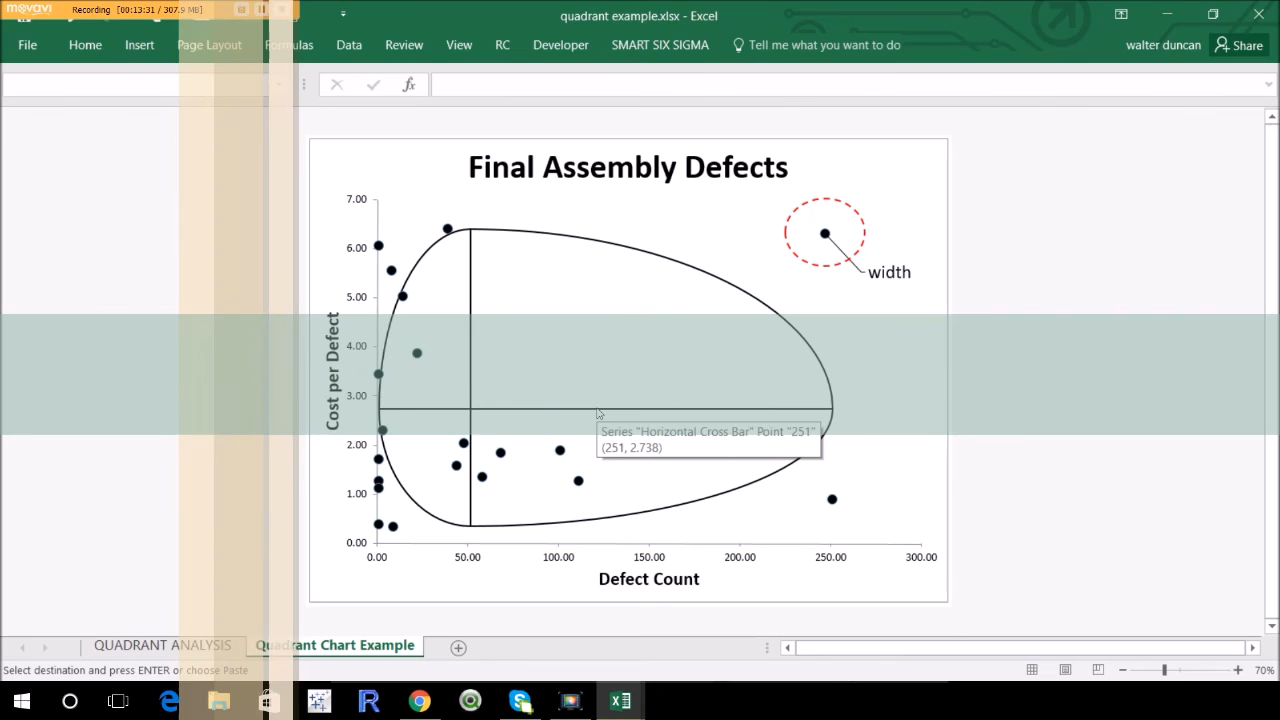 movavi
Recording [00:13:31 / 307.9 MB]
quadrant example.xlsx - Excel
File Home Insert Page Layout Formulas Data Review View RC Developer SMART SIX SIGMA Tell me what you want to do walter duncan Share
fx
Final Assembly Defects
7.00
6.00
5.00
4.00
3.00
2.00
1.00
0.00
Cost per Defect
width
Series "Horizontal Cross Bar" Point "251"
(251, 2.738)
0.00 50.00 100.00 150.00 200.00 250.00 300.00
Defect Count
QUADRANT ANALYSIS Quadrant Chart Example
Select destination and press ENTER or choose Paste
70%